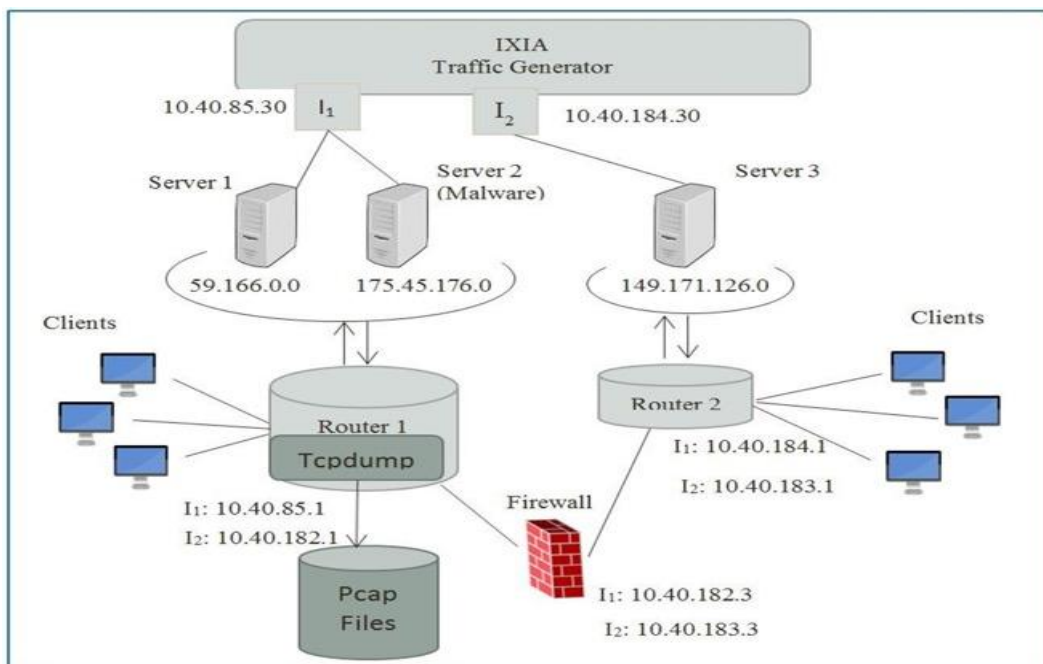 IXIA
Traffic Generator
10.40.85.30
I₁
I₂
10.40.184.30
Server 1
Server 2
(Malware)
Server 3
59.166.0.0
175.45.176.0
149.171.126.0
Clients
Clients
Router 1
Tcpdump
Router 2
I₁: 10.40.184.1
I₂: 10.40.183.1
I₁: 10.40.85.1
I₂: 10.40.182.1
Firewall
Pcap
Files
I₁: 10.40.182.3
I₂: 10.40.183.3